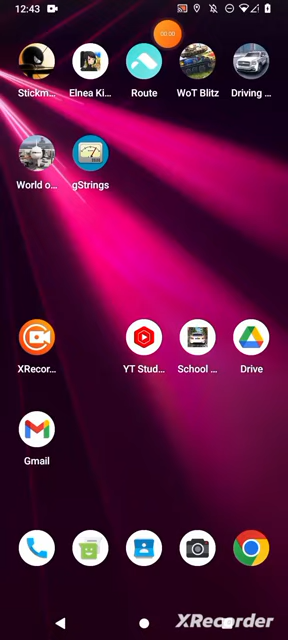 12:43
00:00
Stickm... Elnea Ki... Route WoT Blitz Driving ...
World o... gStrings
XRecor... YT Stud... School ... Drive
Gmail
XRecorder